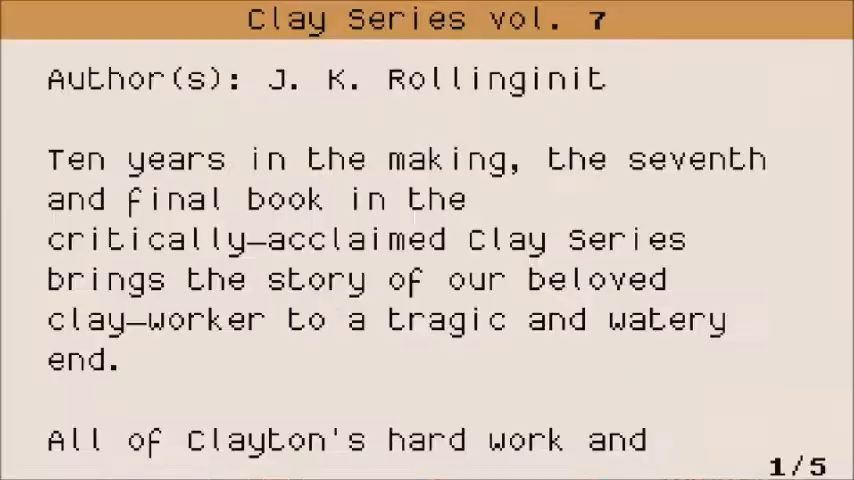 Clay Series vol. 7
Author(s): J. K. Rollinginit
Ten years in the making, the seventh
and final book in the
critically—acclaimed Clay Series
brings the story of our beloved
clay—worker to a tragic and watery
end.
All of Clayton's hard work and
1/5